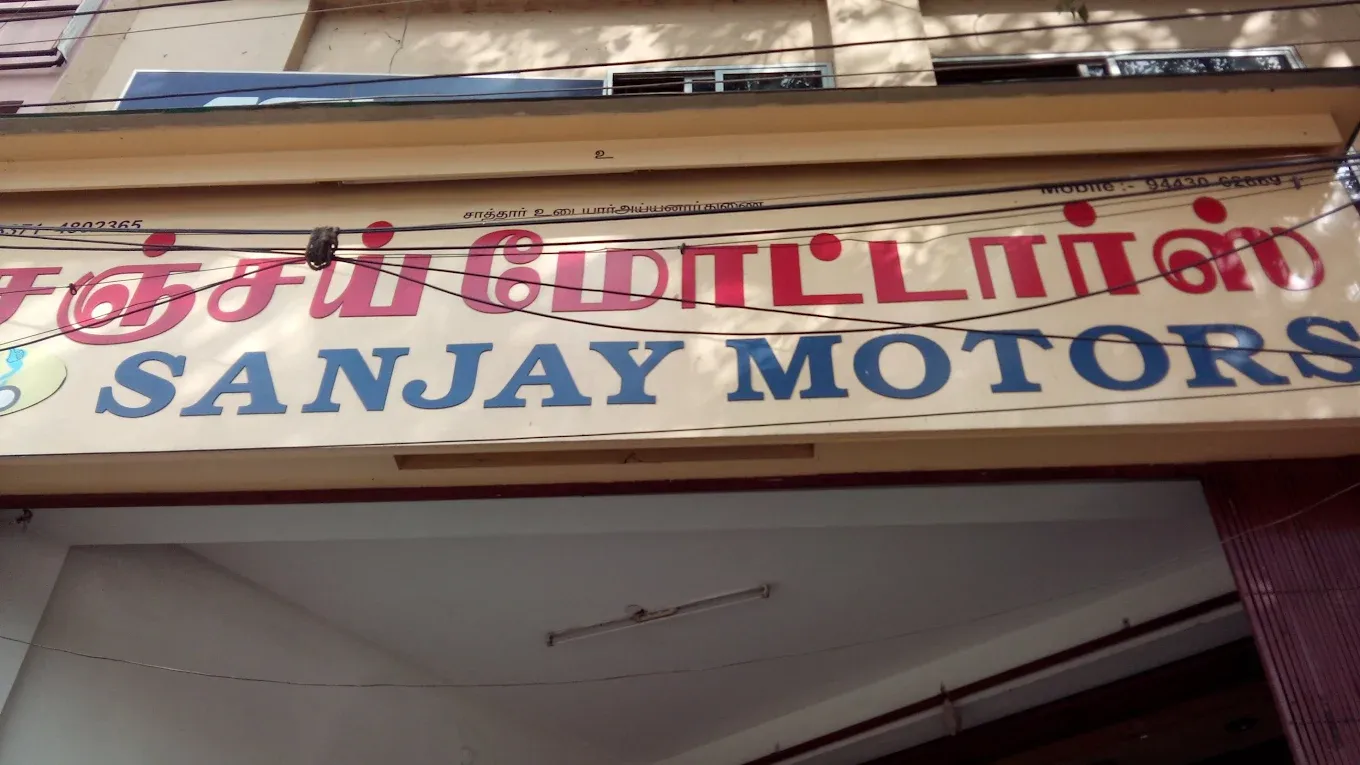 உ
சாத்தார் உடையார் அய்யனார் துணை
Mobile :- 94430 62869
4802365
சஞ்சய் மோட்டார்ஸ்
SANJAY MOTORS